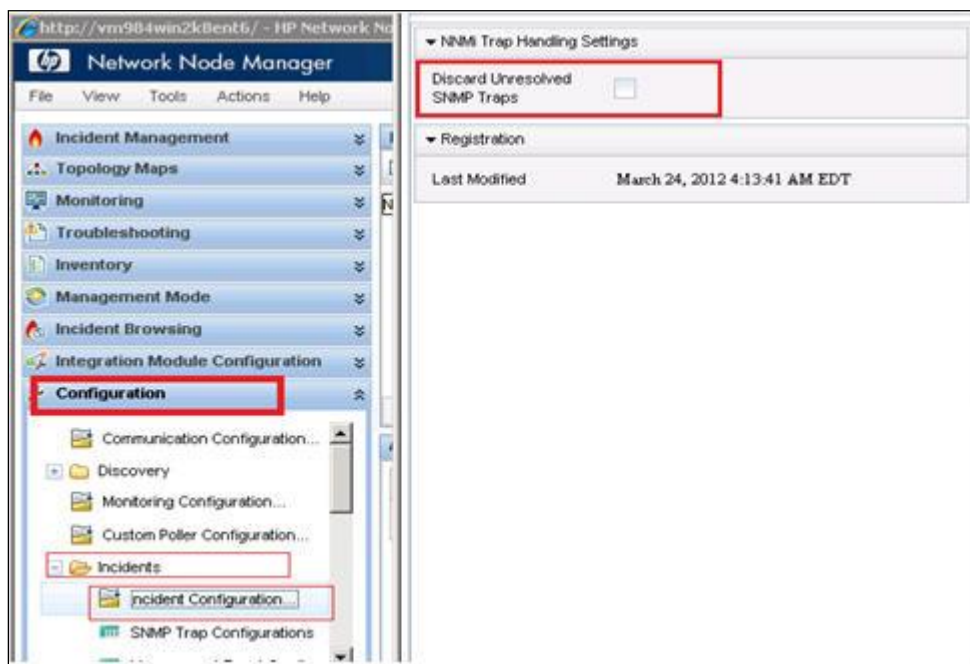 http://vm984win2k8ent6/ - HP Network No
hp Network Node Manager
File View Tools Actions Help
Incident Management
Topology Maps
Monitoring
Troubleshooting
Inventory
Management Mode
Incident Browsing
Integration Module Configuration
Configuration
Communication Configuration...
Discovery
Monitoring Configuration...
Custom Poller Configuration...
Incidents
Incident Configuration...
SNMP Trap Configurations
NNMi Trap Handling Settings
Discard Unresolved
SNMP Traps
Registration
Last Modified March 24, 2012 4:13:41 AM EDT